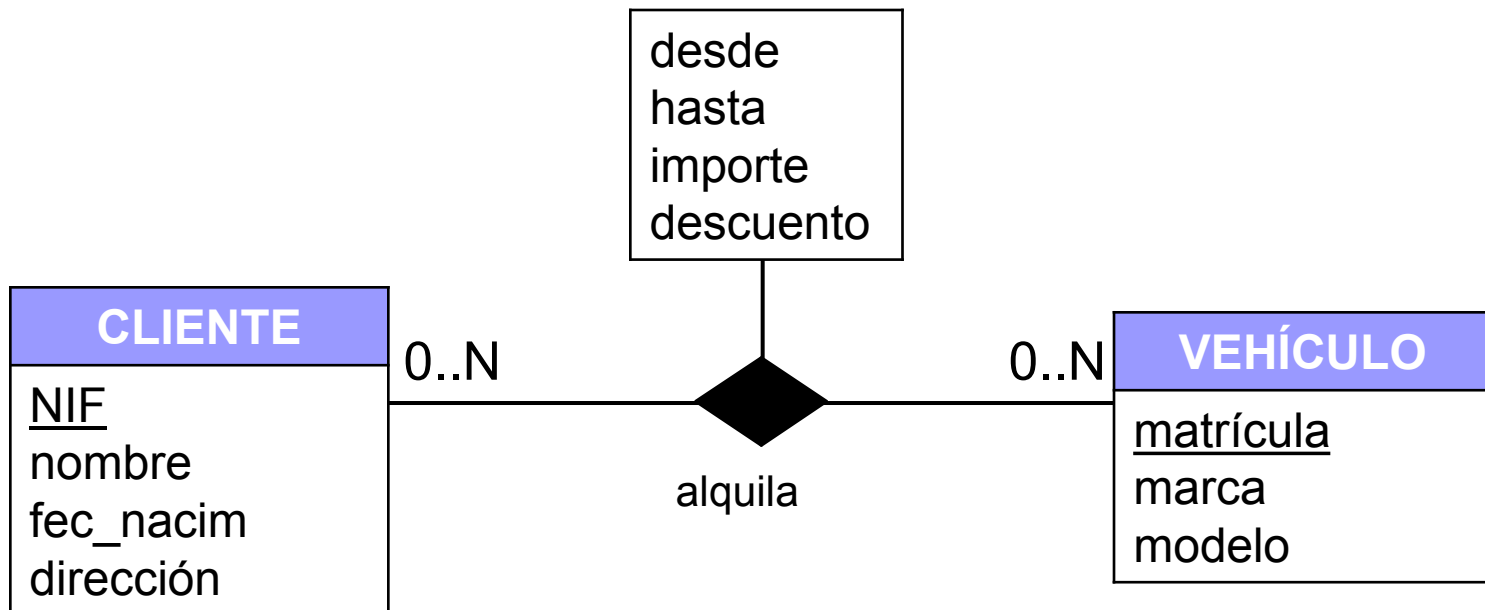 desde
hasta
importe
descuento
CLIENTE
NIF
nombre
fec_nacim
dirección
0..N
alquila
0..N
VEHÍCULO
matrícula
marca
modelo